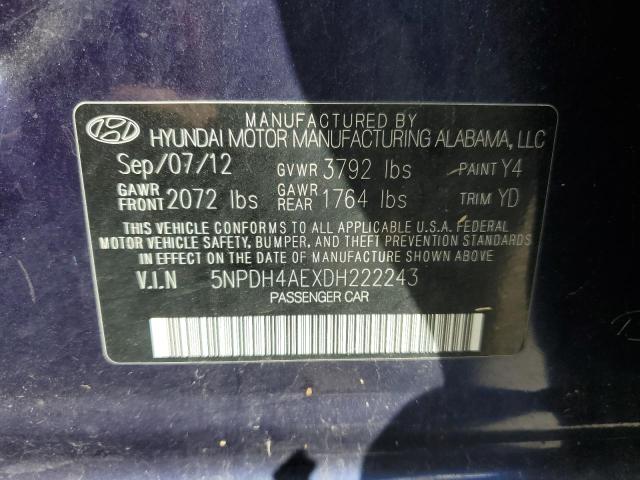 MANUFACTURED BY
HYUNDAI MOTOR MANUFACTURING ALABAMA, LLC
Sep/07/12 GVWR 3792 lbs PAINT Y4
GAWR FRONT 2072 lbs GAWR REAR 1764 lbs TRIM YD
THIS VEHICLE CONFORMS TO ALL APPLICABLE U.S.A. FEDERAL
MOTOR VEHICLE SAFETY, BUMPER, AND THEFT PREVENTION STANDARDS
IN EFFECT ON THE DATE OF MANUFACTURE SHOWN ABOVE.
V.I.N 5NPDH4AEXDH222243
PASSENGER CAR